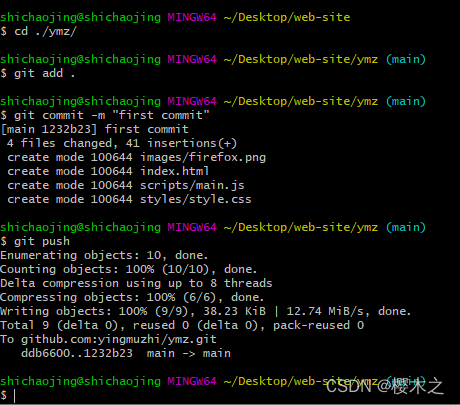 shichaojing@shichaojing MINGW64 ~/Desktop/web-site
$ cd ./ymz/
shichaojing@shichaojing MINGW64 ~/Desktop/web-site/ymz (main)
$ git add .
shichaojing@shichaojing MINGW64 ~/Desktop/web-site/ymz (main)
$ git commit -m "first commit"
[main 1232b23] first commit
 4 files changed, 41 insertions(+)
 create mode 100644 images/firefox.png
 create mode 100644 index.html
 create mode 100644 scripts/main.js
 create mode 100644 styles/style.css
shichaojing@shichaojing MINGW64 ~/Desktop/web-site/ymz (main)
$ git push
Enumerating objects: 10, done.
Counting objects: 100% (10/10), done.
Delta compression using up to 8 threads
Compressing objects: 100% (6/6), done.
Writing objects: 100% (9/9), 38.23 KiB | 12.74 MiB/s, done.
Total 9 (delta 0), reused 0 (delta 0), pack-reused 0
To github.com:yingmuzhi/ymz.git
   ddb6600..1232b23  main -> main
shichaojing@shichaojing MINGW64 ~/Desktop/web-site/ymz (main)
$
CSDN @樱木之